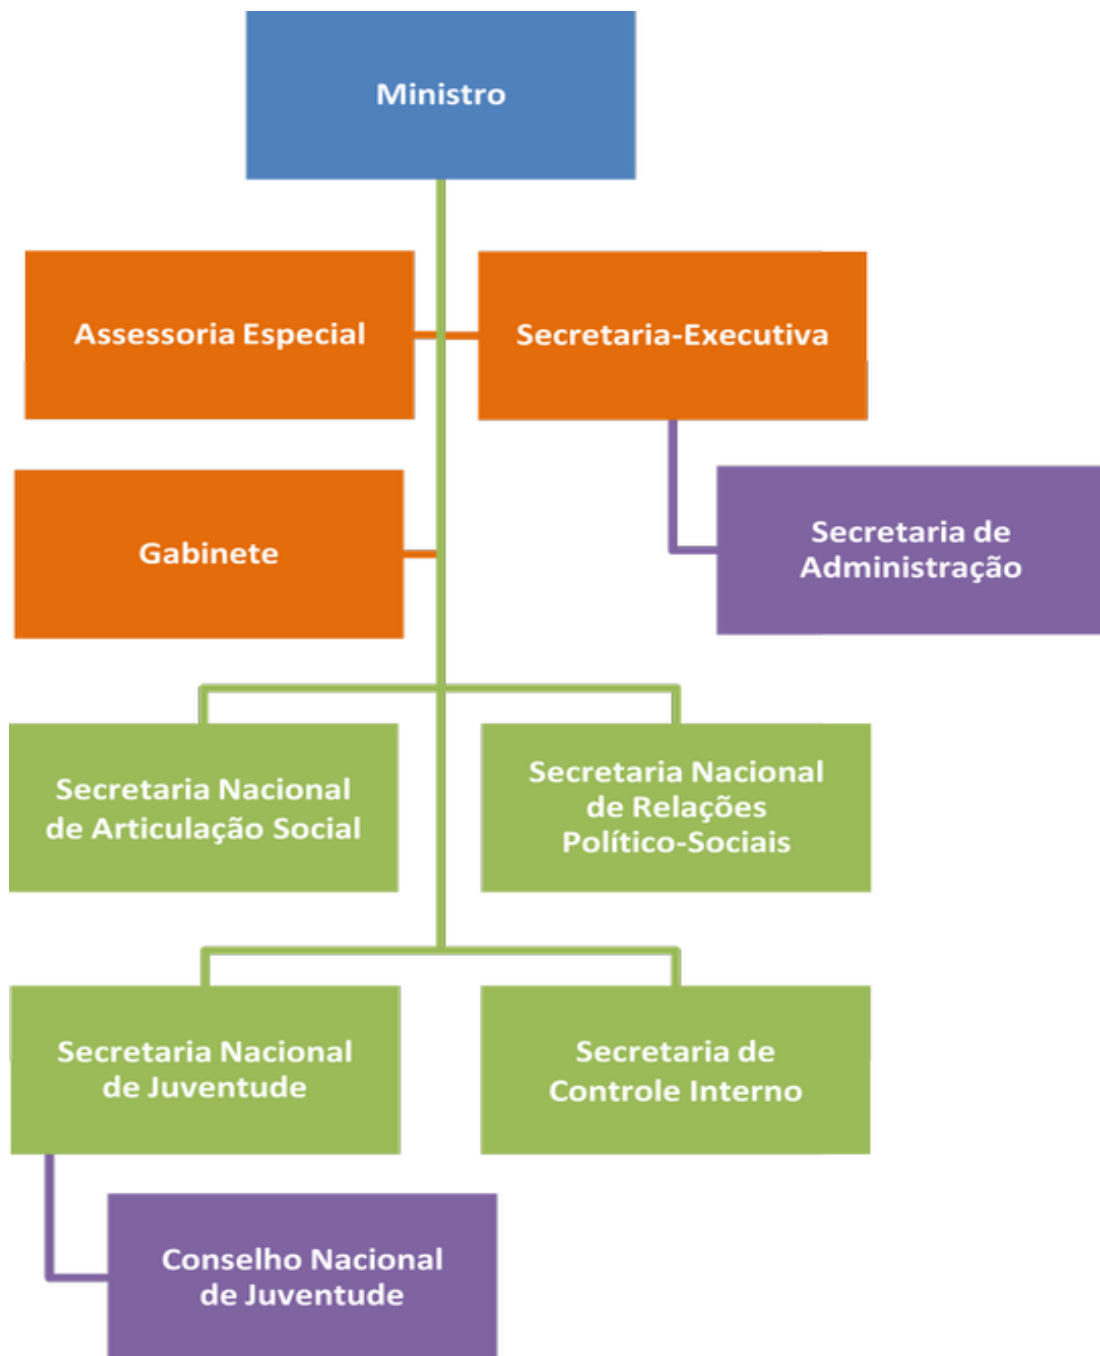 Ministro
Assessoria Especial
Secretaria-Executiva
Gabinete
Secretaria de
Administração
Secretaria Nacional
de Articulação Social
Secretaria Nacional
de Relações
Político-Sociais
Secretaria Nacional
de Juventude
Secretaria de
Controle Interno
Conselho Nacional
de Juventude